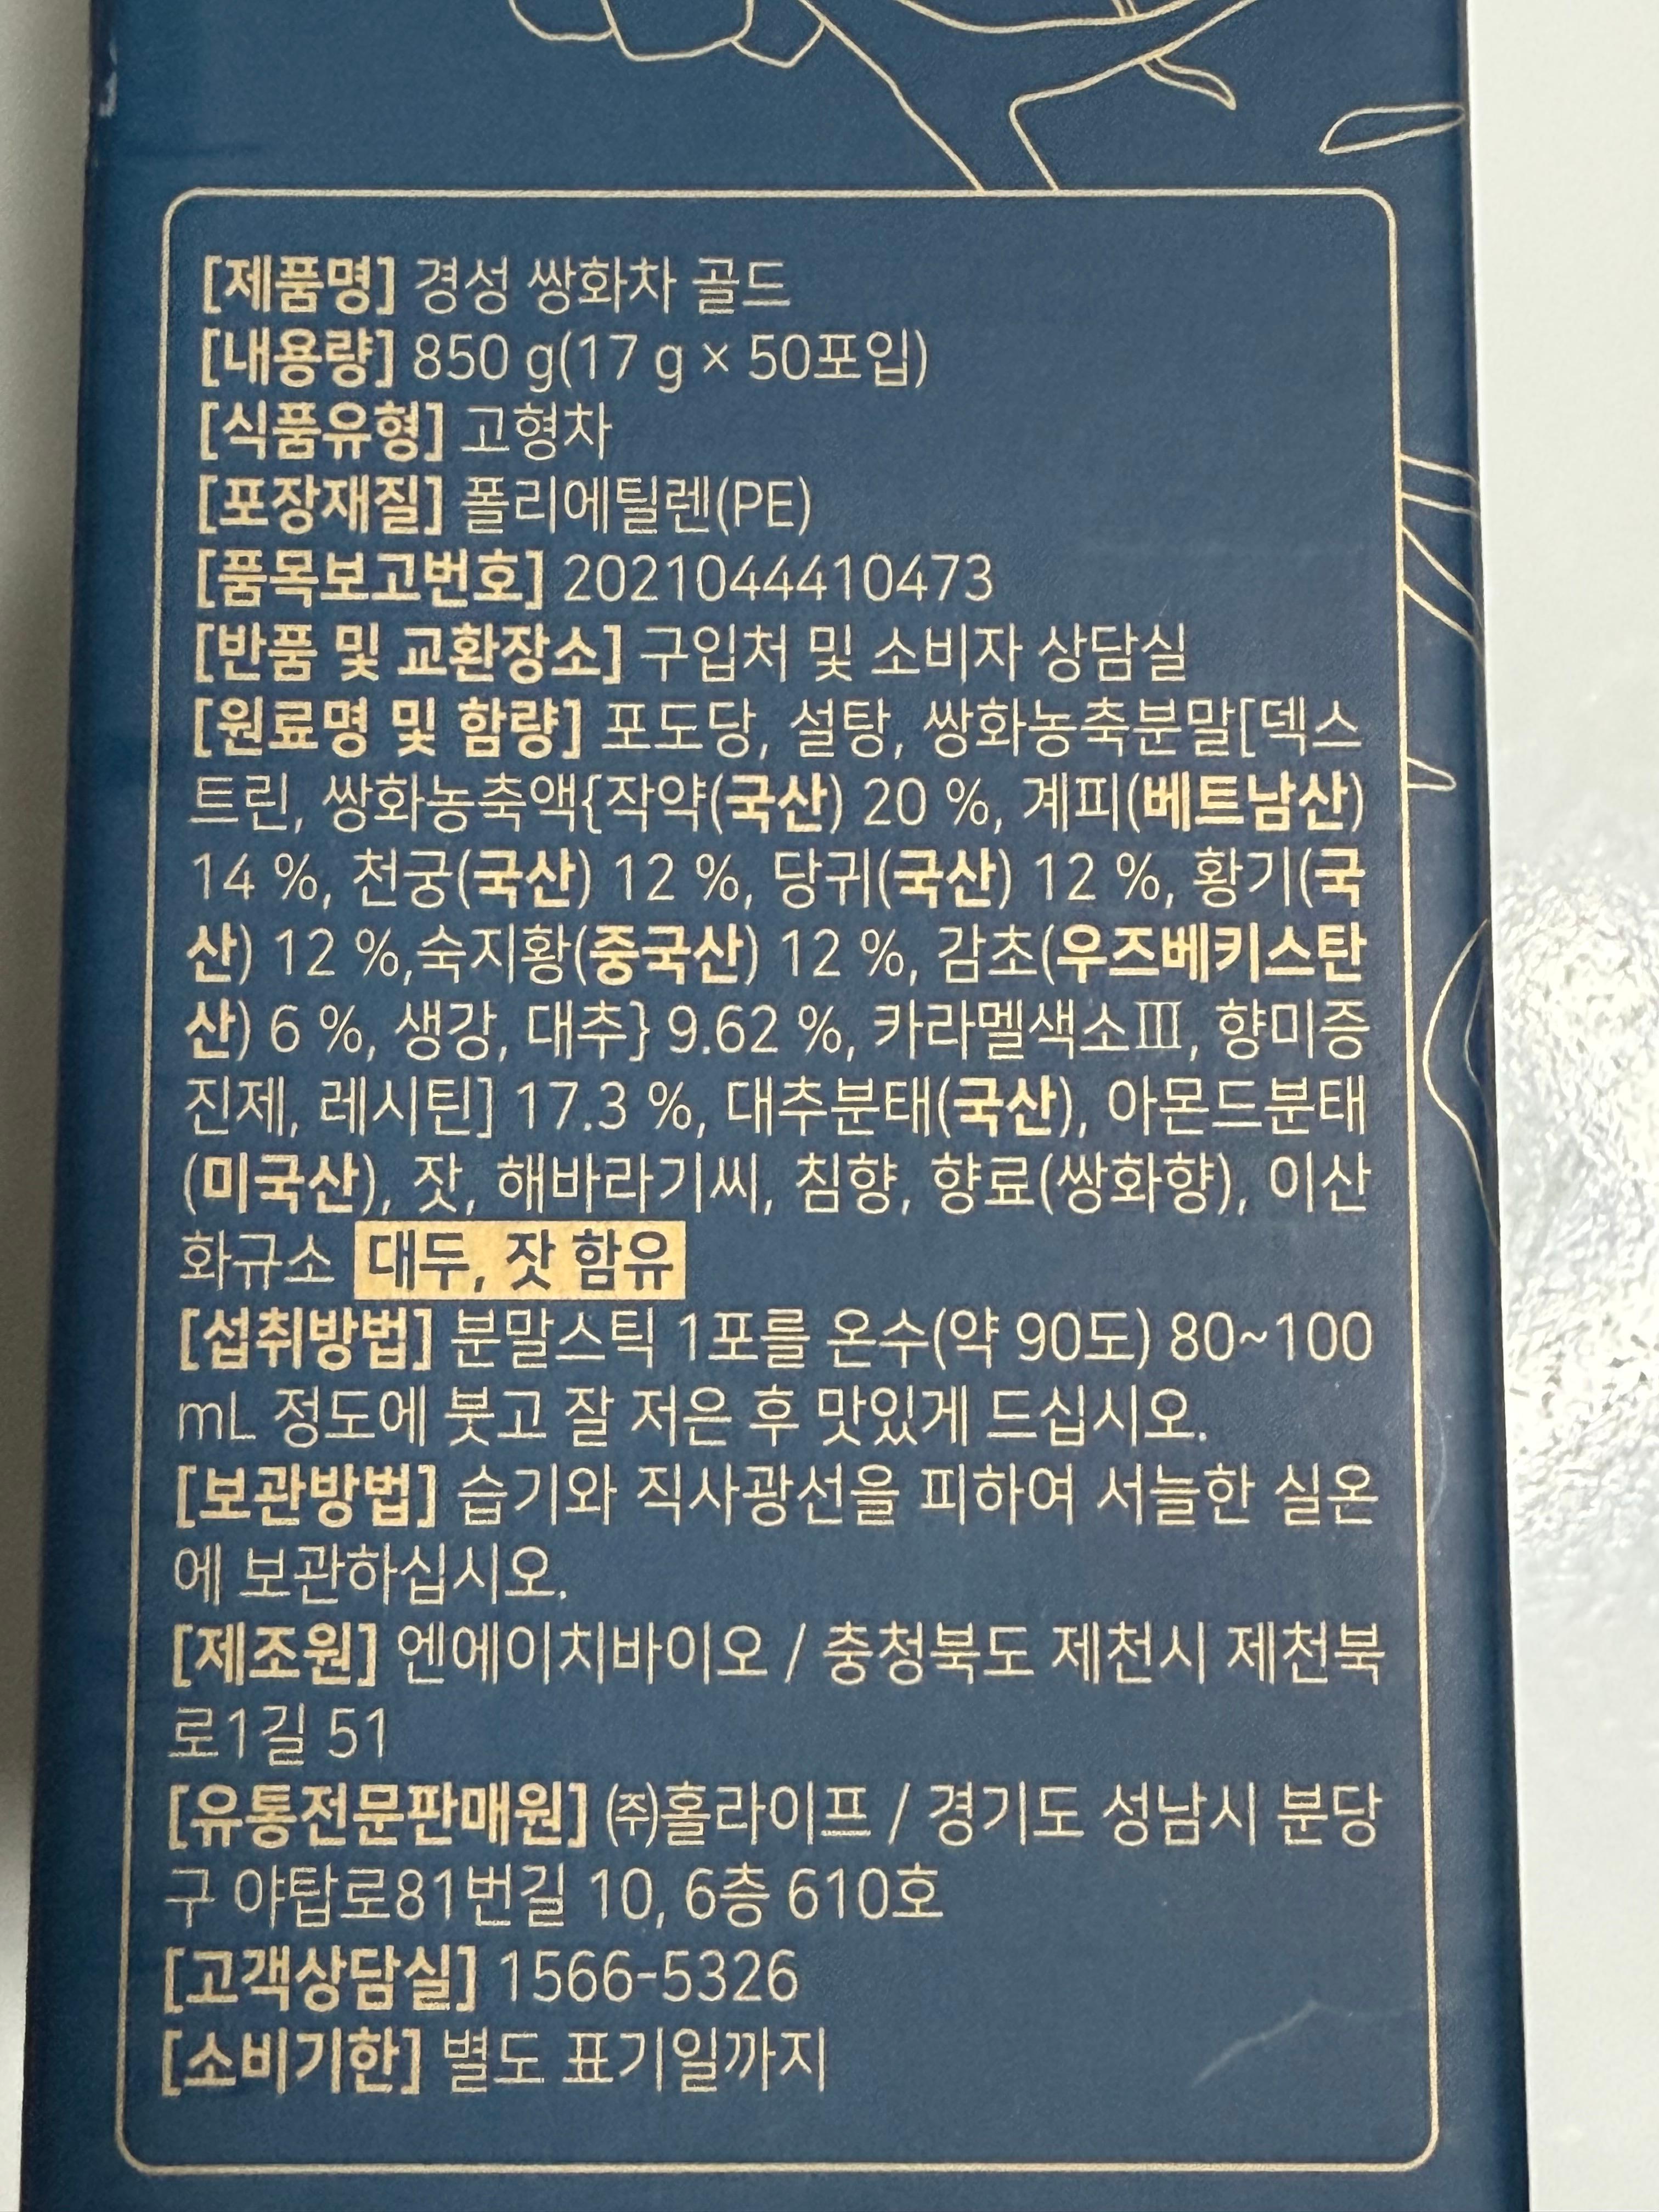 [제품명] 경성 쌍화차 골드
[내용량] 850 g(17 g × 50포입)
[식품유형] 고형차
[포장재질] 폴리에틸렌(PE)
[품목보고번호] 2021044410473
[반품 및 교환장소] 구입처 및 소비자 상담실
[원료명 및 함량] 포도당, 설탕, 쌍화농축분말[덱스
트린, 쌍화농축액{작약(국산) 20 %, 계피(베트남산)
14 %, 천궁(국산) 12 %, 당귀(국산) 12 %, 황기(국
산) 12 %,숙지황(중국산) 12 %, 감초(우즈베키스탄
산) 6 %, 생강, 대추} 9.62 %, 카라멜색소Ⅲ, 향미증
진제, 레시틴] 17.3 %, 대추분태(국산), 아몬드분태
(미국산), 잣, 해바라기씨, 침향, 향료(쌍화향), 이산
화규소 대두, 잣 함유
[섭취방법] 분말스틱 1포를 온수(약 90도) 80~100
mL 정도에 붓고 잘 저은 후 맛있게 드십시오.
[보관방법] 습기와 직사광선을 피하여 서늘한 실온
에 보관하십시오.
[제조원] 엔에이치바이오 / 충청북도 제천시 제천북
로1길 51
[유통전문판매원] ㈜홀라이프 / 경기도 성남시 분당
구 야탑로81번길 10, 6층 610호
[고객상담실] 1566-5326
[소비기한] 별도 표기일까지